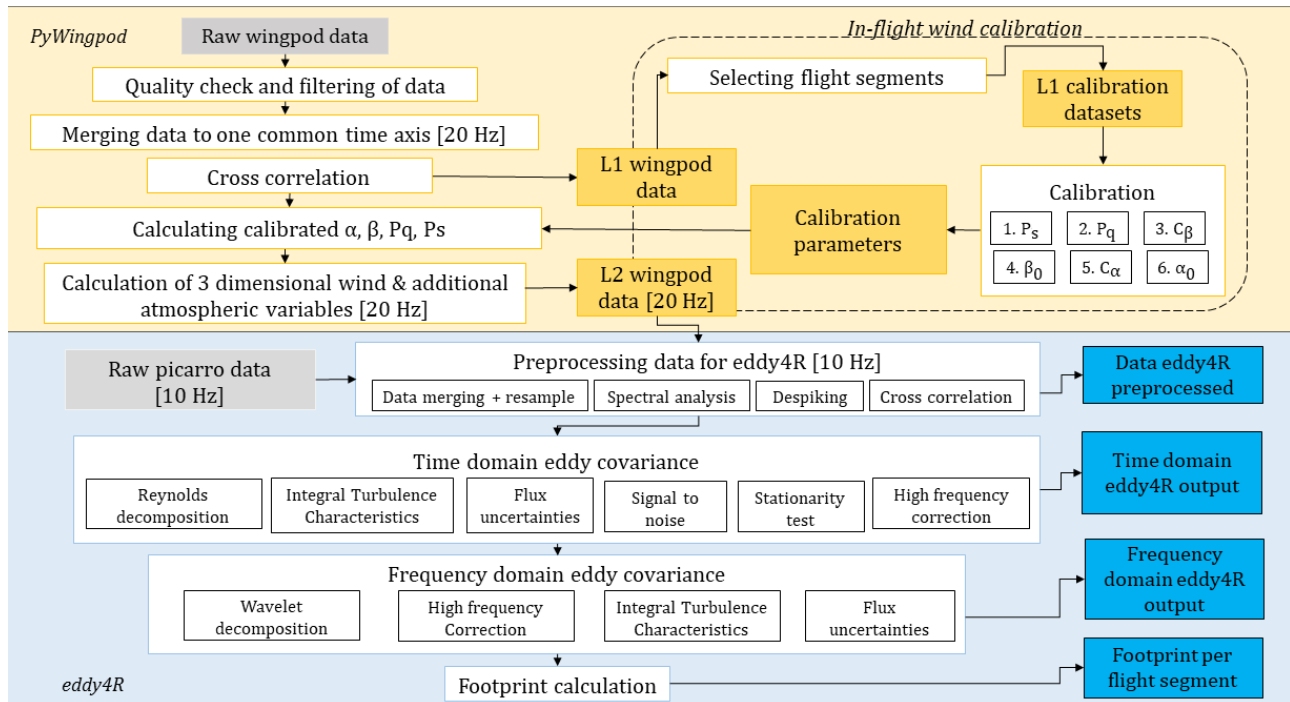 PyWingpod
Raw wingpod data
In-flight wind calibration
Quality check and filtering of data
Selecting flight segments
L1 calibration
datasets
Merging data to one common time axis [20 Hz]
Cross correlation
L1 wingpod
data
Calibration
1. Ps
2. Pq
3. Cβ
4. β0
5. Cα
6. α0
Calibration
parameters
Calculating calibrated α, β, Pq, Ps
Calculation of 3 dimensional wind & additional
atmospheric variables [20 Hz]
L2 wingpod
data [20 Hz]
Raw picarro data
[10 Hz]
Preprocessing data for eddy4R [10 Hz]
Data merging + resample
Spectral analysis
Despiking
Cross correlation
Data eddy4R
preprocessed
Time domain eddy covariance
Reynolds
decomposition
Integral Turbulence
Characteristics
Flux
uncertainties
Signal to
noise
Stationarity
test
High frequency
correction
Time domain
eddy4R output
Frequency domain eddy covariance
Wavelet
decomposition
High frequency
Correction
Integral Turbulence
Characteristics
Flux
uncertainties
Frequency
domain eddy4R
output
eddy4R
Footprint calculation
Footprint per
flight segment